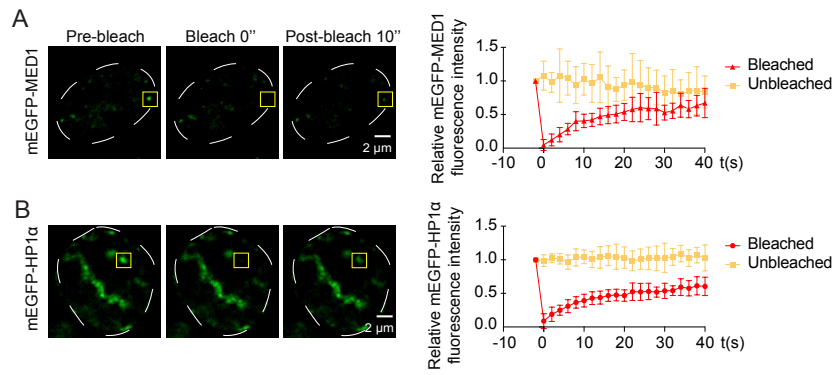 A
Pre-bleach
Bleach 0''
Post-bleach 10''
mEGFP-MED1
2 µm
Relative mEGFP-MED1
fluorescence intensity
1.5
1.0
0.5
0.0
-10
0
10
20
30
40
t(s)
Bleached
Unbleached
B
mEGFP-HP1α
2 µm
Relative mEGFP-HP1α
fluorescence intensity
1.5
1.0
0.5
0.0
-10
0
10
20
30
40
t(s)
Bleached
Unbleached